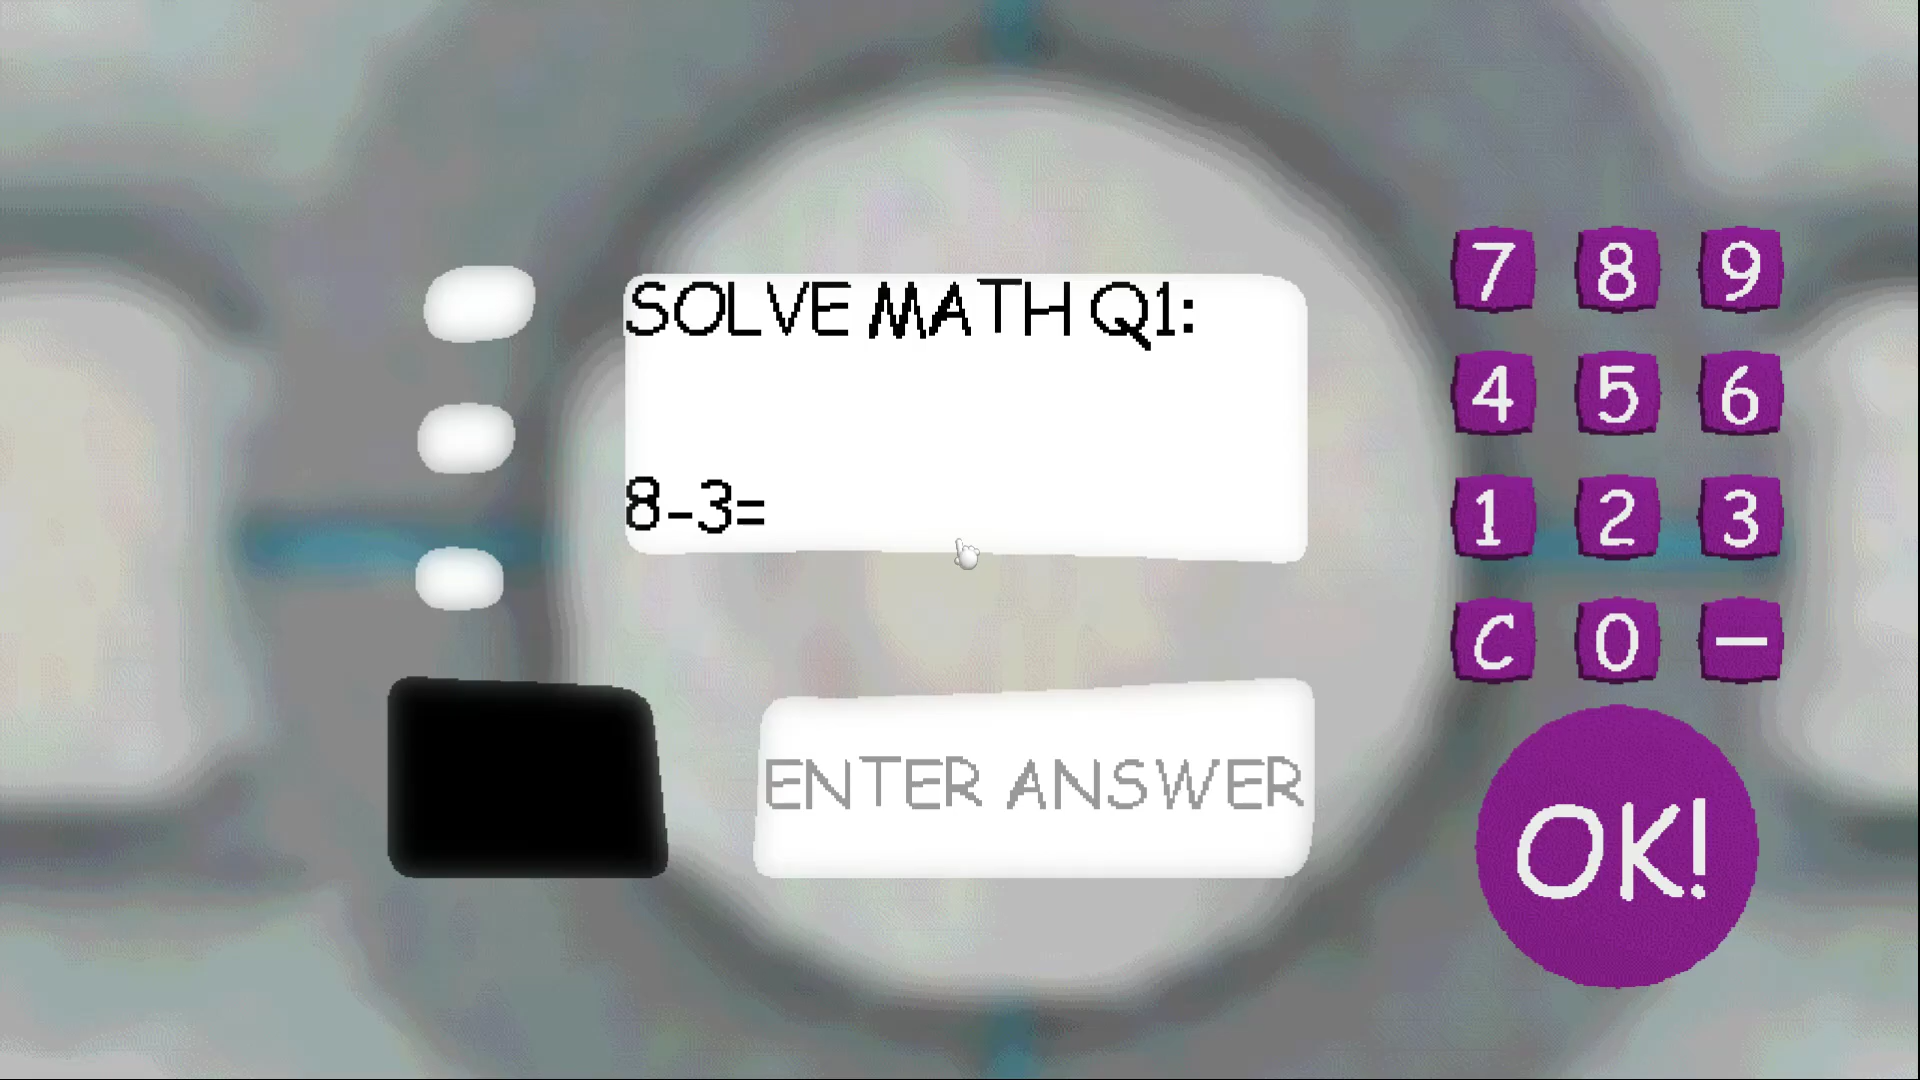 SOLVE MATH Q1:
8-3=
ENTER ANSWER
7 8 9
4 5 6
1 2 3
C 0 −
OK!